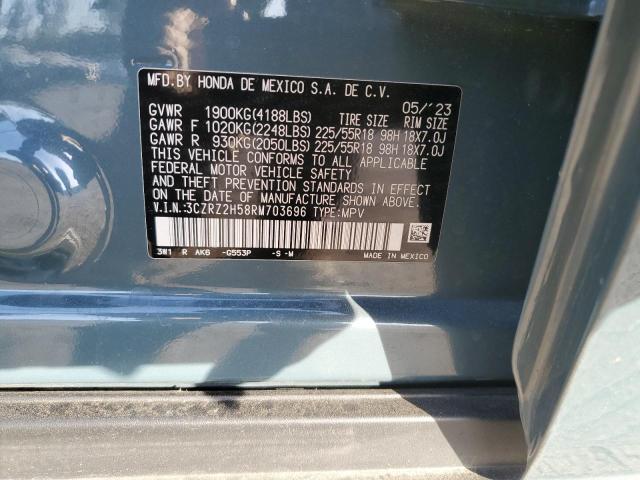 MFD.BY HONDA DE MEXICO S.A. DE C.V.
05/'23
GVWR 1900KG(4188LBS) TIRE SIZE RIM SIZE
GAWR F 1020KG(2248LBS) 225/55R18 98H 18X7.0J
GAWR R 930KG(2050LBS) 225/55R18 98H 18X7.0J
THIS VEHICLE CONFORMS TO ALL APPLICABLE
FEDERAL MOTOR VEHICLE SAFETY
AND THEFT PREVENTION STANDARDS IN EFFECT
ON THE DATE OF MANUFACTURE SHOWN ABOVE.
V.I.N.:3CZRZ2H58RM703696 TYPE:MPV
3W1 R AK6 -G553P -S -M
MADE IN MEXICO